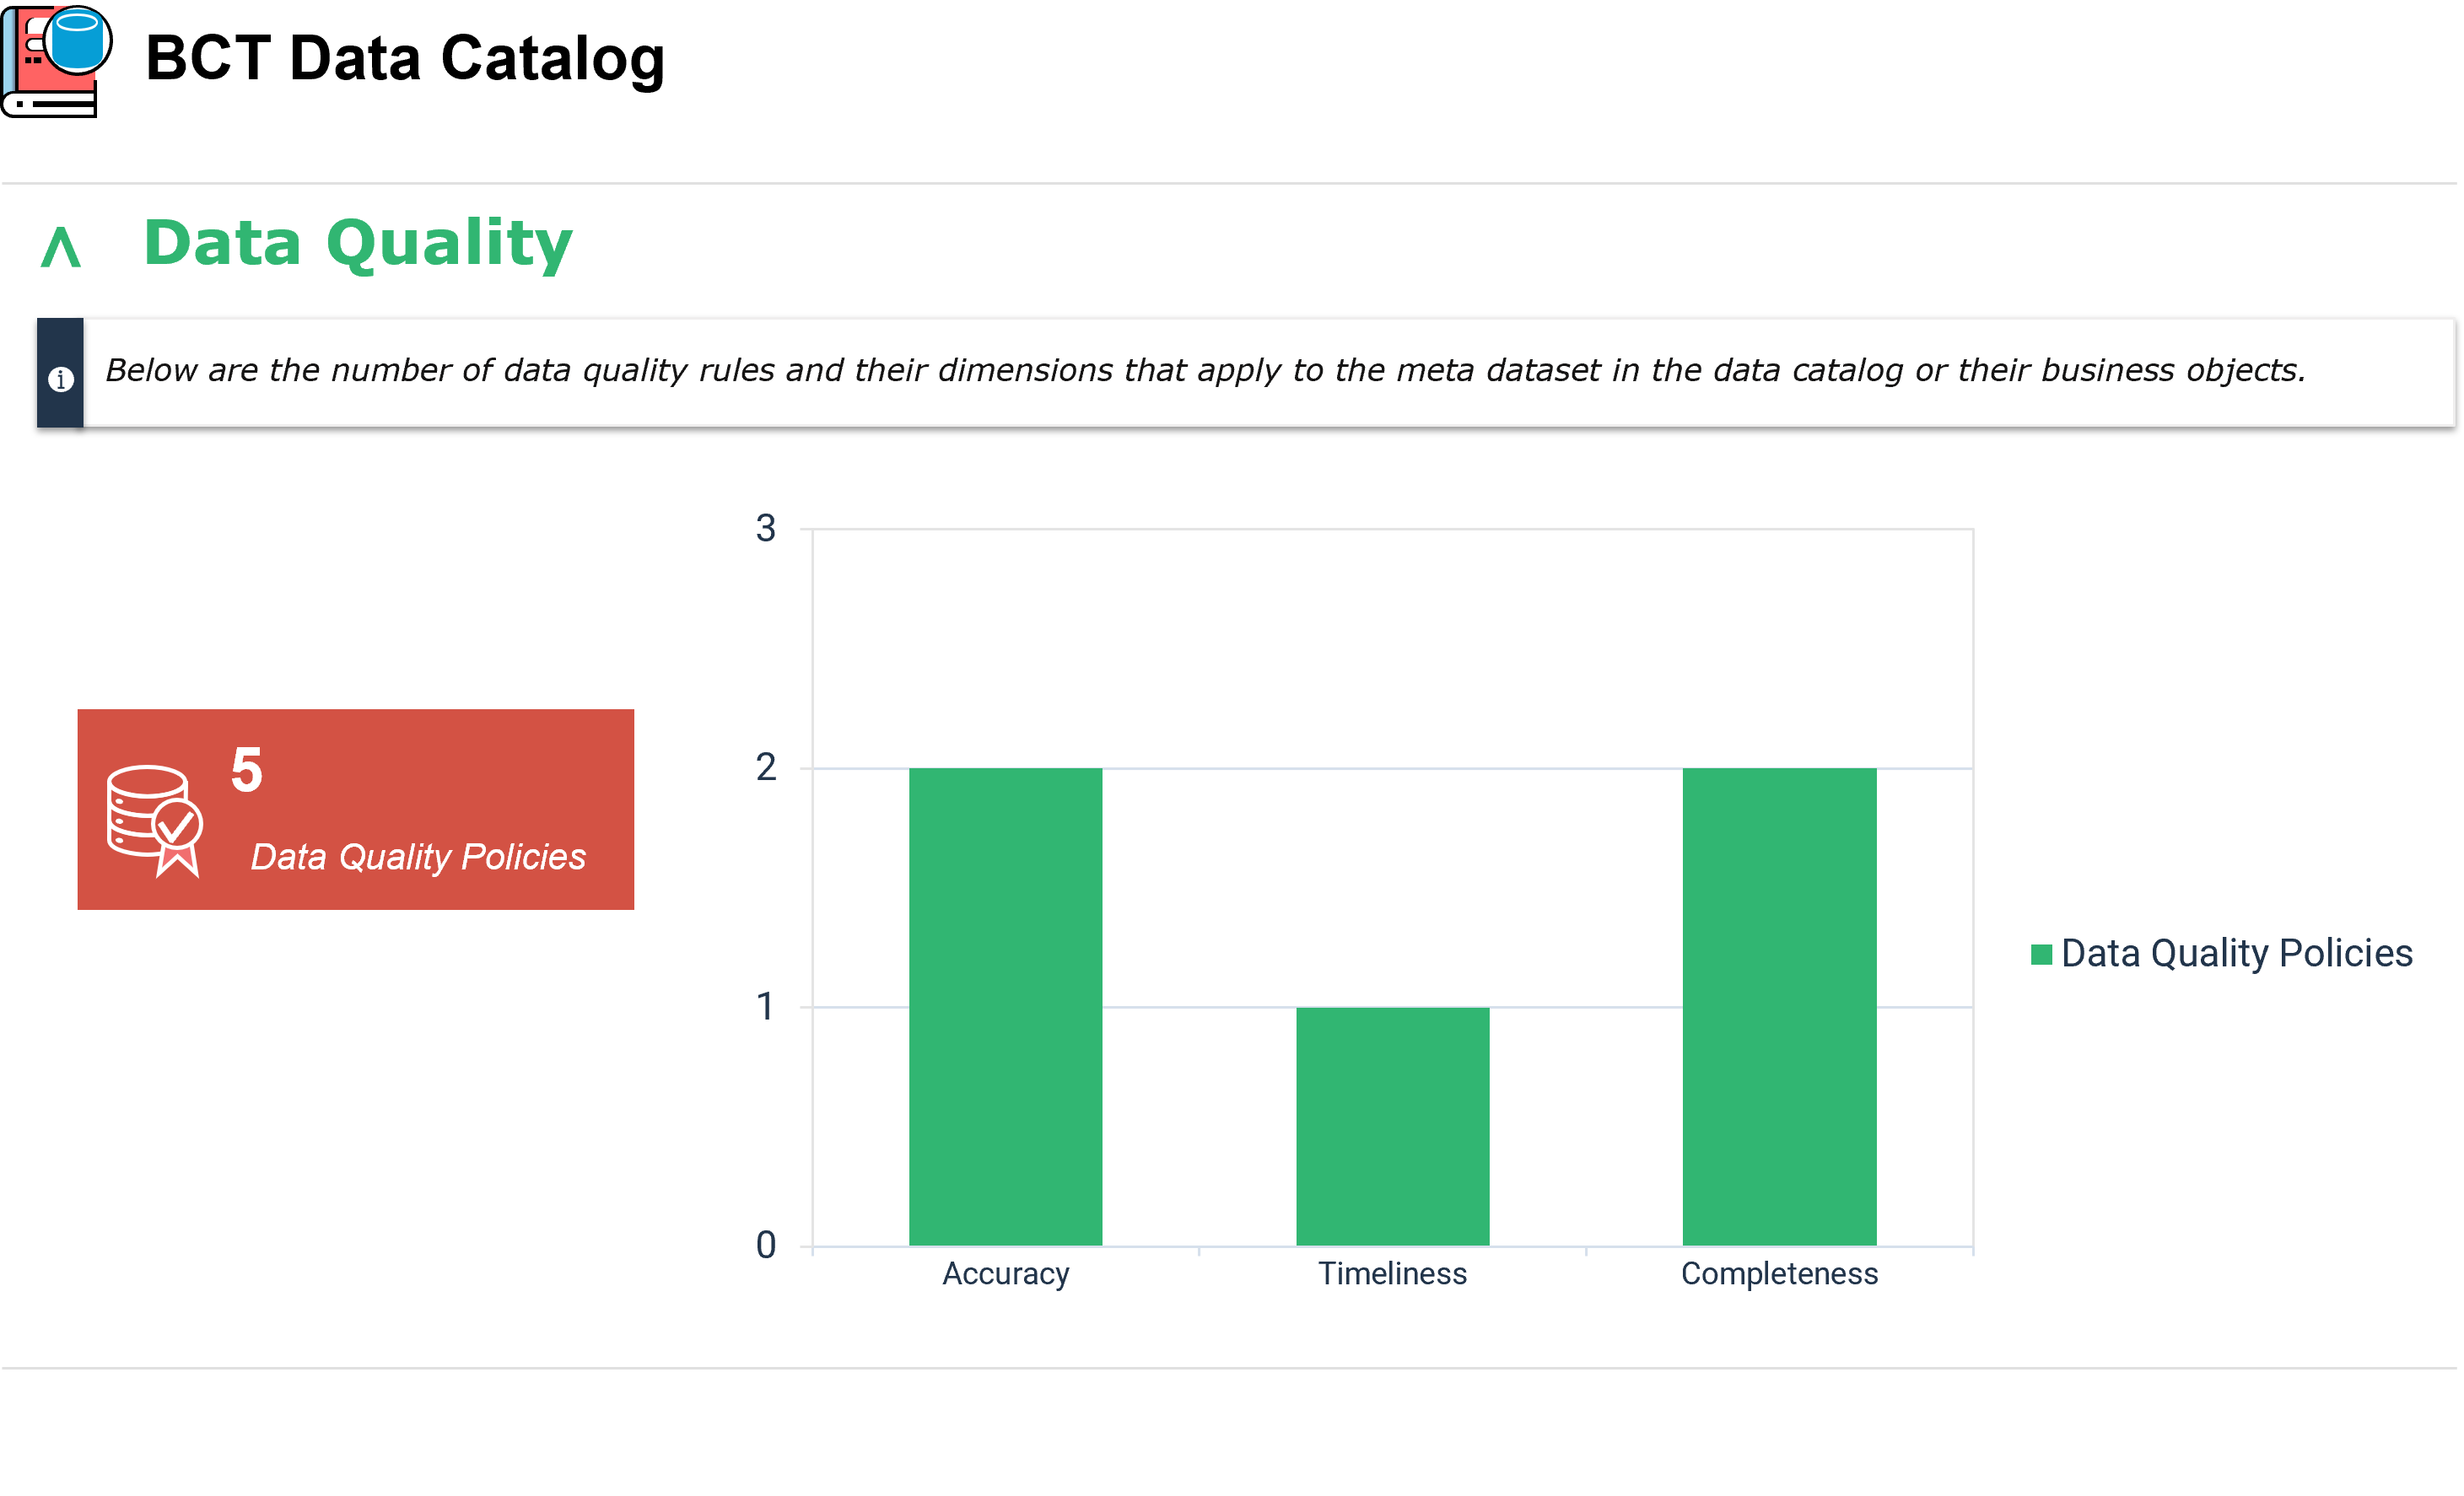 BCT Data Catalog
Data Quality
Below are the number of data quality rules and their dimensions that apply to the meta dataset in the data catalog or their business objects.
5
Data Quality Policies
3
2
1
0
Accuracy Timeliness Completeness
Data Quality Policies